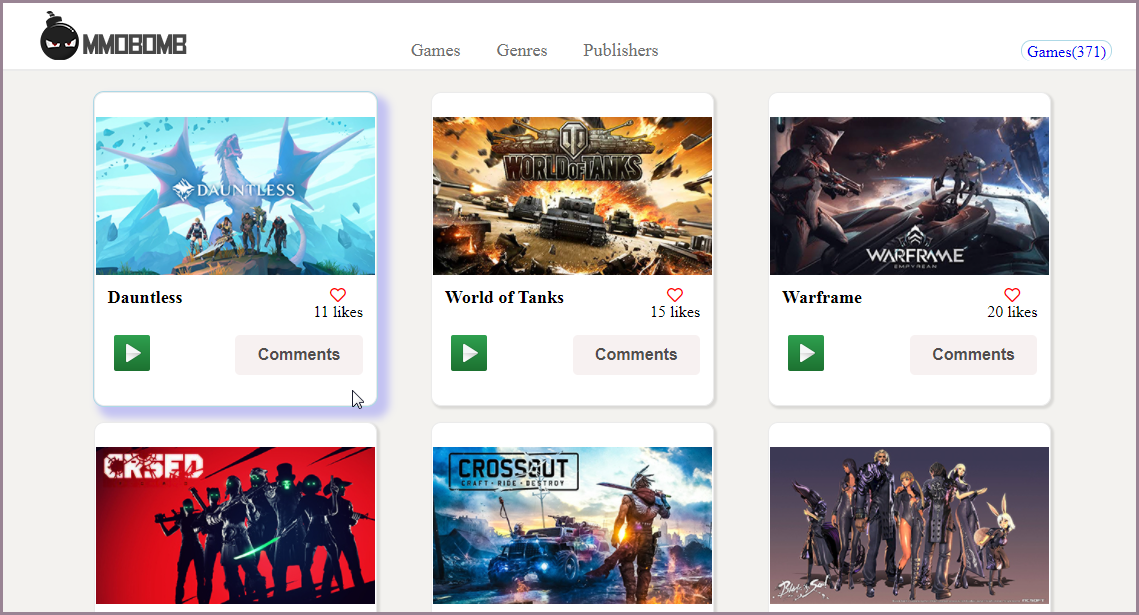 MMOBOMB
Games
Genres
Publishers
Games(371)
DAUNTLESS
WORLD OF TANKS
WARFRAME
EMPYREAN
Dauntless
11 likes
World of Tanks
15 likes
Warframe
20 likes
Comments
Comments
Comments
CRSED
CROSSOUT
CRAFT • RIDE • DESTROY
Blade & Soul
NCSOFT